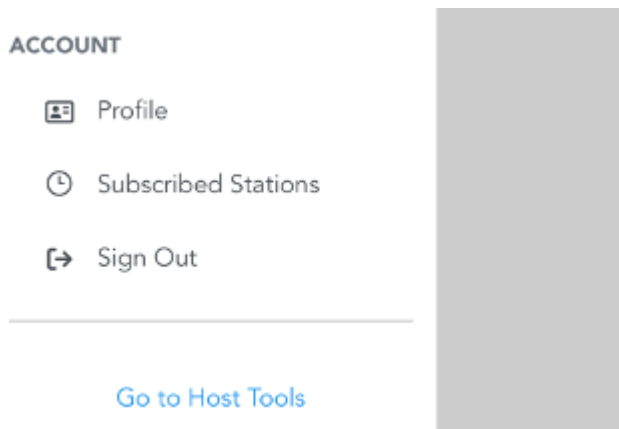 ACCOUNT
Profile
Subscribed Stations
Sign Out
Go to Host Tools